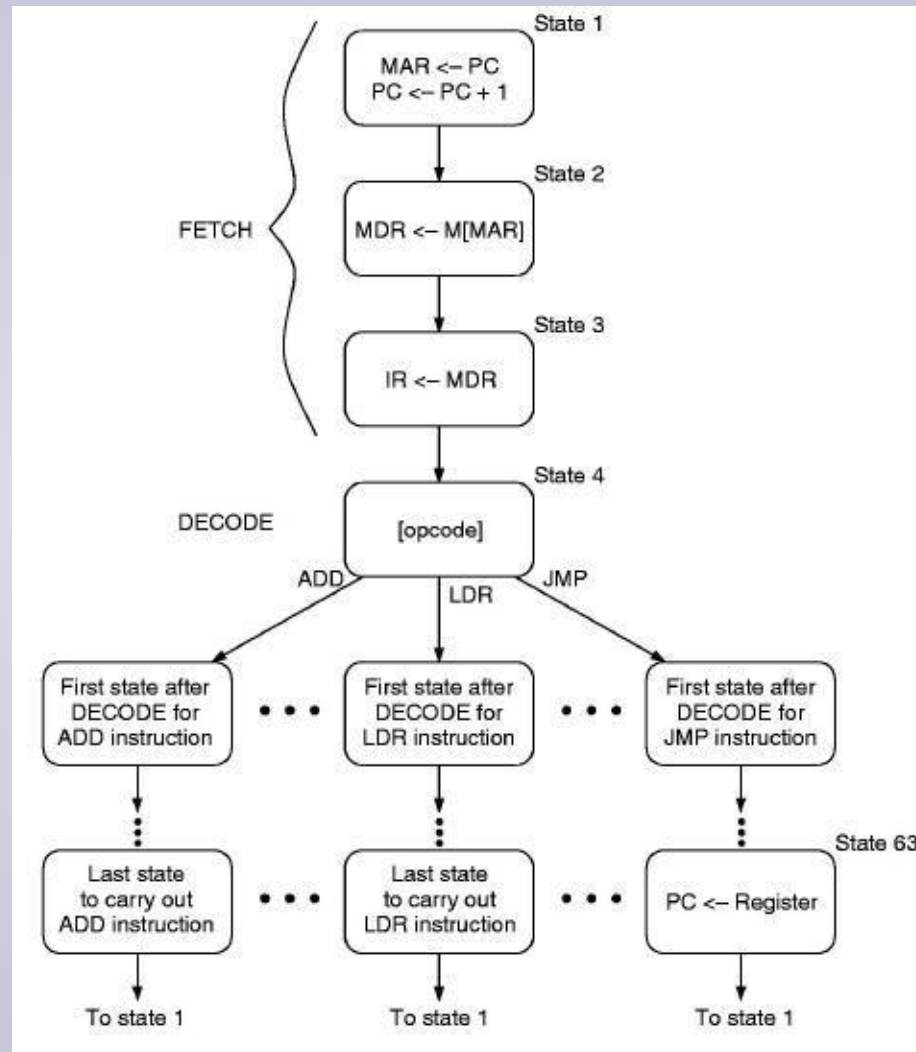 State 1
MAR <– PC
PC <– PC + 1
State 2
FETCH
MDR <– M[MAR]
State 3
IR <– MDR
State 4
DECODE
[opcode]
ADD
LDR
JMP
First state after
DECODE for
ADD instruction
First state after
DECODE for
LDR instruction
First state after
DECODE for
JMP instruction
State 63
Last state
to carry out
ADD instruction
Last state
to carry out
LDR instruction
PC <– Register
To state 1
To state 1
To state 1